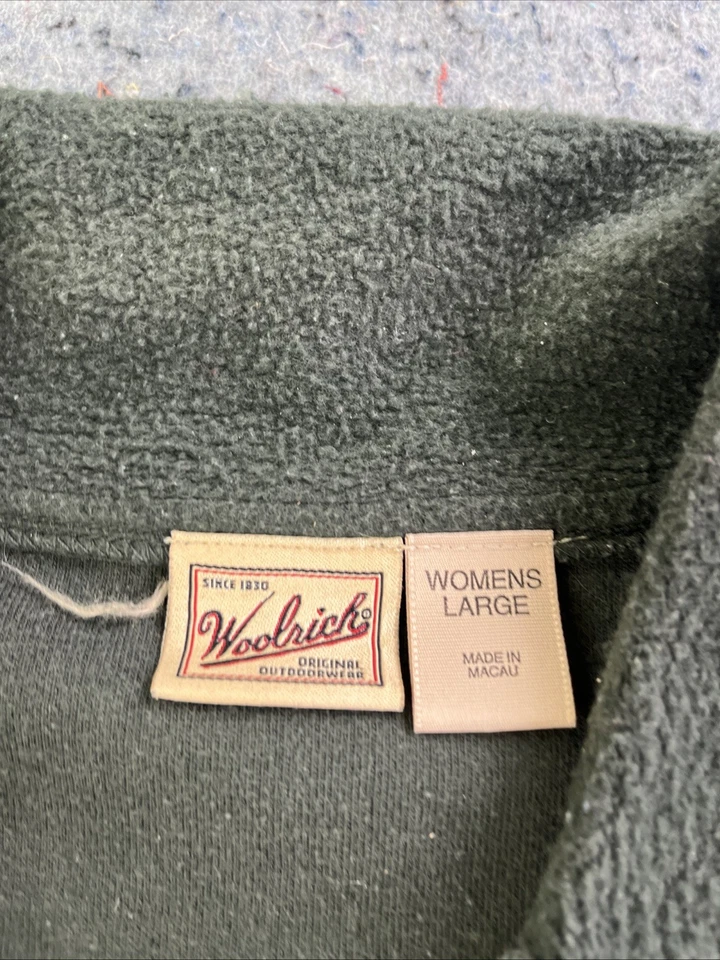 SINCE 1830
Woolrich®
ORIGINAL
OUTDOORWEAR
WOMENS
LARGE
MADE IN
MACAU